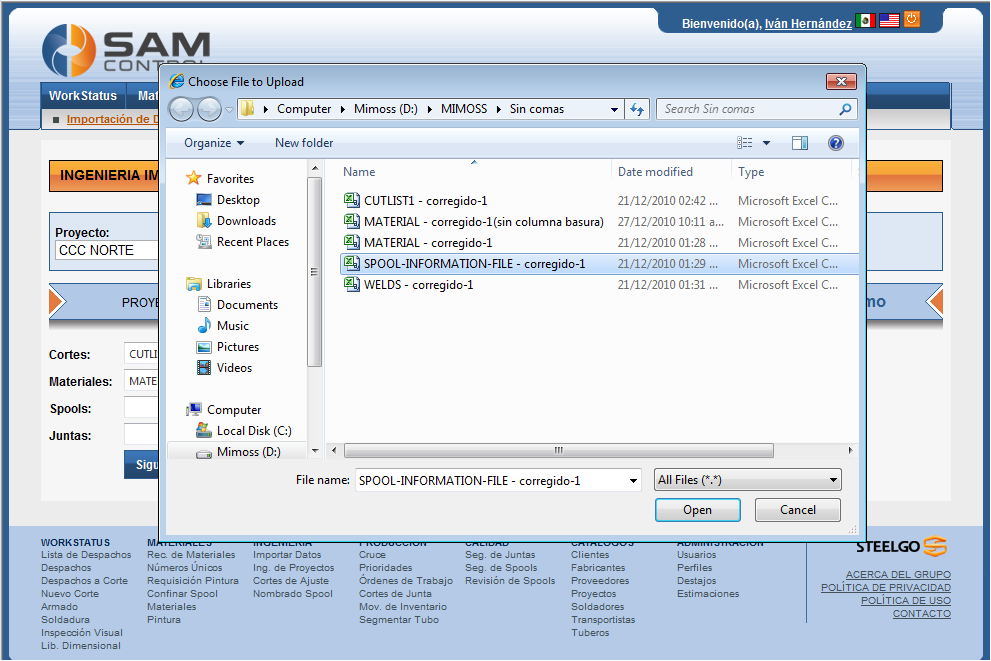 Bienvenido(a), Iván Hernández
SAM
CONTROL
Choose File to Upload
WorkStatus
Mat
Computer Mimoss (D:) MIMOSS Sin comas
Search Sin comas
Importación de D
Organize New folder
Name Date modified Type
INGENIERIA IM
Favorites
Desktop
Downloads
Recent Places
Libraries
Documents
Music
Pictures
Videos
Computer
Local Disk (C:)
Mimoss (D:)
CUTLIST1 - corregido-1 21/12/2010 02:42 ... Microsoft Excel C...
MATERIAL - corregido-1(sin columna basura) 27/12/2010 10:11 a... Microsoft Excel C...
MATERIAL - corregido-1 21/12/2010 01:28 ... Microsoft Excel C...
SPOOL-INFORMATION-FILE - corregido-1 21/12/2010 01:29 ... Microsoft Excel C...
WELDS - corregido-1 21/12/2010 01:31 ... Microsoft Excel C...
Proyecto:
CCC NORTE
PROYE
mo
Cortes: CUTLI
Materiales: MATE
Spools:
Juntas:
Sigu
File name: SPOOL-INFORMATION-FILE - corregido-1 All Files (*.*)
Open Cancel
WORKSTATUS
Lista de Despachos
Despachos
Despachos a Corte
Nuevo Corte
Armado
Soldadura
Inspección Visual
Lib. Dimensional
MATERIALES
Rec. de Materiales
Números Únicos
Requisición Pintura
Confinar Spool
Materiales
Pintura
INGENIERIA
Importar Datos
Ing. de Proyectos
Cortes de Ajuste
Nombrado Spool
PRODUCCION
Cruce
Prioridades
Órdenes de Trabajo
Cortes de Junta
Mov. de Inventario
Segmentar Tubo
CALIDAD
Seg. de Juntas
Seg. de Spools
Revisión de Spools
CATALOGOS
Clientes
Fabricantes
Proveedores
Proyectos
Soldadores
Transportistas
Tuberos
ADMINISTRACION
Usuarios
Perfiles
Destajos
Estimaciones
STEELGO
ACERCA DEL GRUPO
POLÍTICA DE PRIVACIDAD
POLÍTICA DE USO
CONTACTO